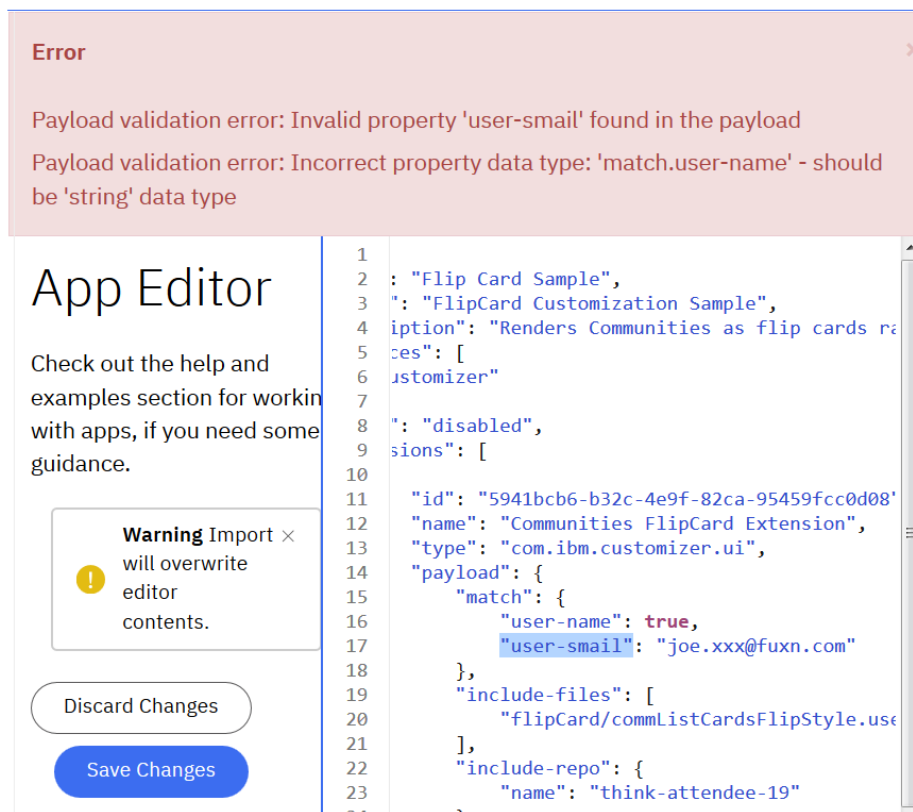 Error
×
Payload validation error: Invalid property 'user-smail' found in the payload
Payload validation error: Incorrect property data type: 'match.user-name' - should
be 'string' data type
App Editor
Check out the help and
examples section for workin
with apps, if you need some
guidance.
Warning Import ×
will overwrite
editor
contents.
Discard Changes
Save Changes
1
2 : "Flip Card Sample",
3 ": "FlipCard Customization Sample",
4 iption": "Renders Communities as flip cards ra
5 ces": [
6 ustomizer"
7
8 ": "disabled",
9 sions": [
10
11 "id": "5941bcb6-b32c-4e9f-82ca-95459fcc0d08"
12 "name": "Communities FlipCard Extension",
13 "type": "com.ibm.customizer.ui",
14 "payload": {
15 "match": {
16 "user-name": true,
17 "user-smail": "joe.xxx@fuxn.com"
18 },
19 "include-files": [
20 "flipCard/commListCardsFlipStyle.use
21 ],
22 "include-repo": {
23 "name": "think-attendee-19"